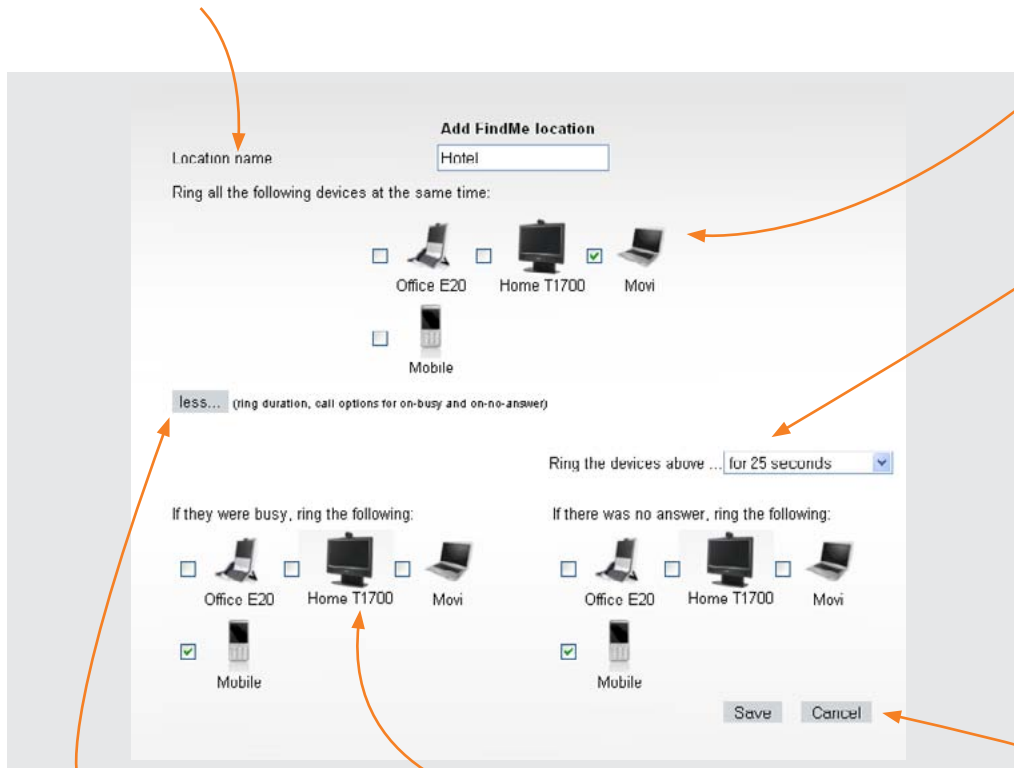 Add FindMe location
Location name Hotel
Ring all the following devices at the same time:
Office E20 Home T1700 Movi
Mobile
less... (ring duration, call options for on-busy and on-no-answer)
Ring the devices above ... for 25 seconds
If they were busy, ring the following: If there was no answer, ring the following:
Office E20 Home T1700 Movi Office E20 Home T1700 Movi
Mobile Mobile
Save Cancel